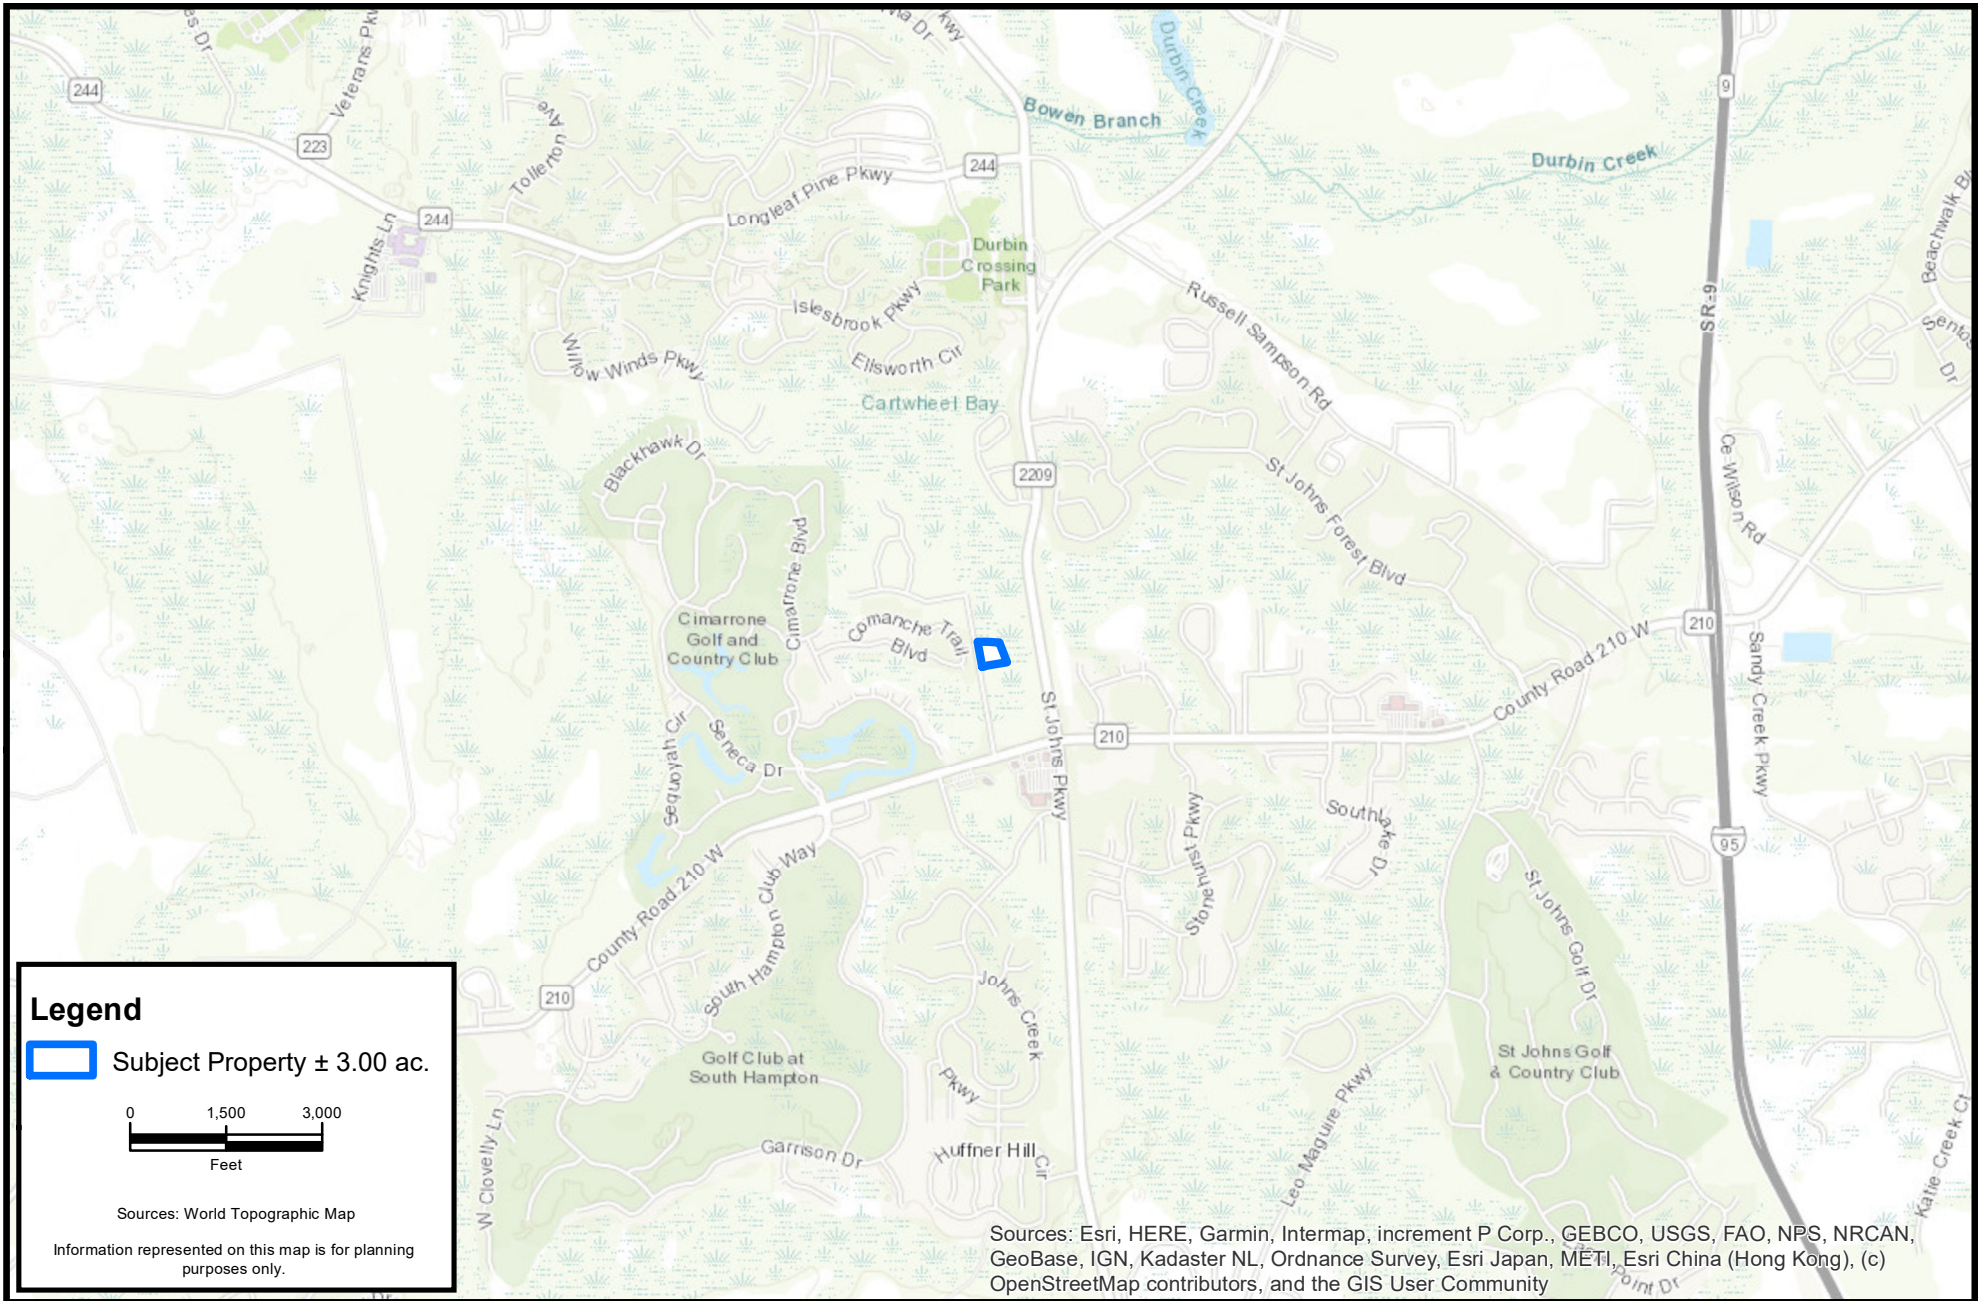 244
Veterans Pkwy
223
244
Knights Ln
Tollerton Ave
Longleaf Pine Pkwy
244
Durbin Creek
Bowen Branch
Durbin Creek
9
Durbin
Crossing
Park
Islesbrook Pkwy
Ellsworth Cir
Willow Winds Pkwy
Cartwheel Bay
Russell Sampson Rd
SR-9
Dr
Blackhawk Dr
2209
St Johns Forest Blvd
Ce Wilson Rd
Cimarrone Blvd
Cimarrone
Golf and
Country Club
Comanche Trail
Blvd
210
County Road 210 W
Sandy Creek Pkwy
St Johns Pkwy
210
Sequoyah Cir
Seneca Dr
Southlake Dr
Stonehurst Pkwy
95
County Road 210 W
South Hampton Club Way
St Johns Golf Dr
210
Johns Creek
Pkwy
Golf Club at
South Hampton
St Johns Golf
& Country Club
Leo Maguire Pkwy
W Clovelly Ln
Garrison Dr
Huffner Hill Cir
Katie Creek Ct
Point Dr
Legend
Subject Property ± 3.00 ac.
0 1,500 3,000
Feet
Sources: World Topographic Map
Information represented on this map is for planning
purposes only.
Sources: Esri, HERE, Garmin, Intermap, increment P Corp., GEBCO, USGS, FAO, NPS, NRCAN,
GeoBase, IGN, Kadaster NL, Ordnance Survey, Esri Japan, METI, Esri China (Hong Kong), (c)
OpenStreetMap contributors, and the GIS User Community